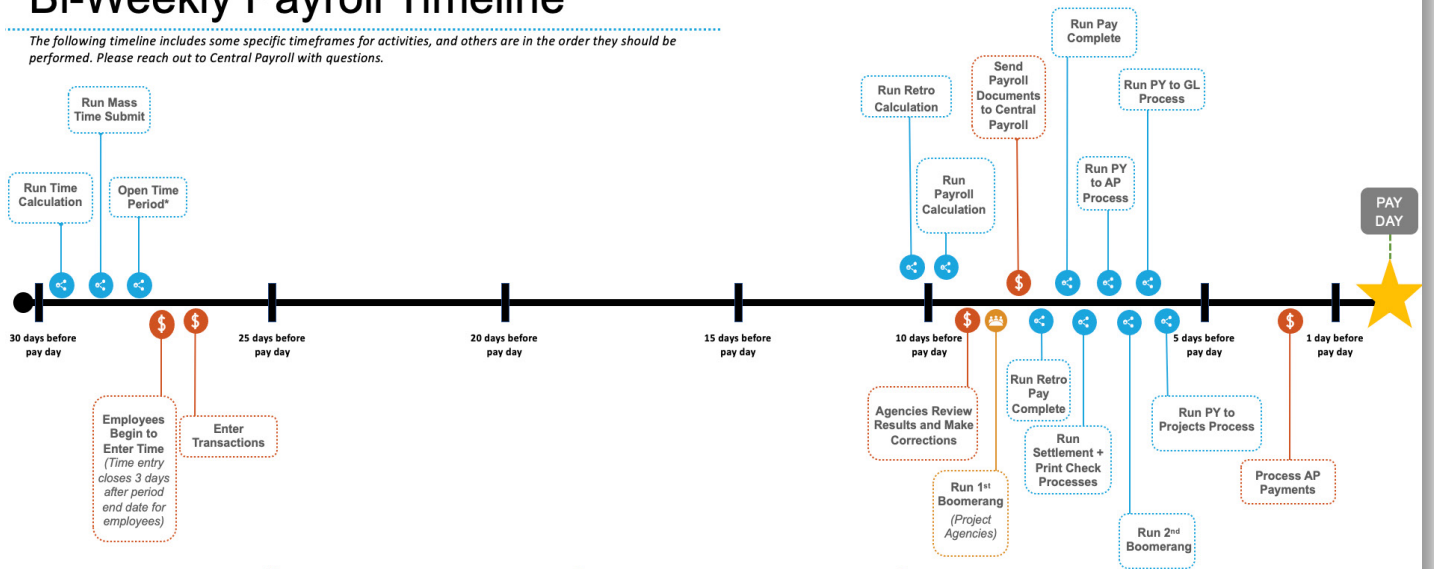 Bi-Weekly Payroll Timeline
The following timeline includes some specific timeframes for activities, and others are in the order they should be
performed. Please reach out to Central Payroll with questions.
Run Time
Calculation
Run Mass
Time Submit
Open Time
Period*
Run Retro
Calculation
Run
Payroll
Calculation
Send
Payroll
Documents
to Central
Payroll
Run Pay
Complete
Run PY
to AP
Process
Run PY to GL
Process
PAY
DAY
$
30 days before
pay day
25 days before
pay day
20 days before
pay day
15 days before
pay day
10 days before
pay day
5 days before
pay day
1 day before
pay day
$
$
$
$
Employees
Begin to
Enter Time
(Time entry
closes 3 days
after period
end date for
employees)
Enter
Transactions
Agencies Review
Results and Make
Corrections
Run 1st
Boomerang
(Project
Agencies)
Run Retro
Pay
Complete
Run
Settlement +
Print Check
Processes
Run 2nd
Boomerang
Run PY to
Projects Process
Process AP
Payments